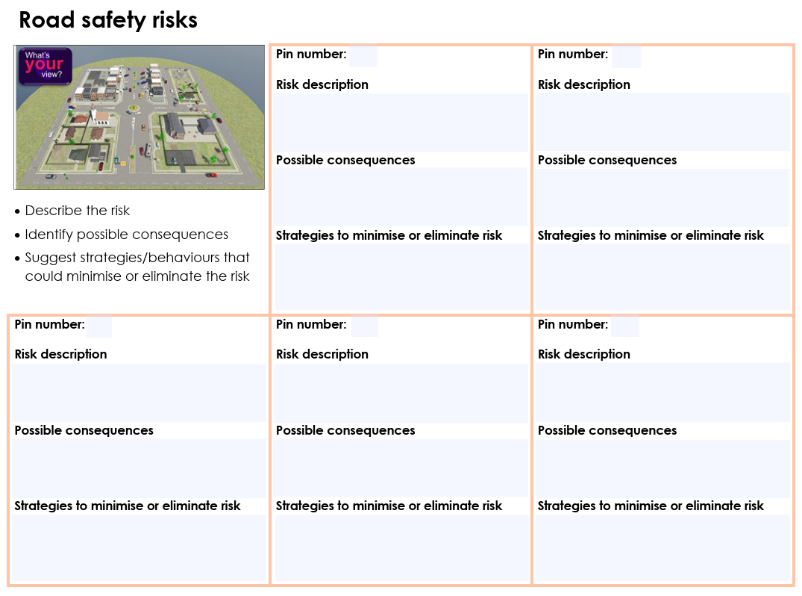 Road safety risks
What's
your
view?
• Describe the risk
• Identify possible consequences
• Suggest strategies/behaviours that
could minimise or eliminate the risk
Pin number:
Risk description
Possible consequences
Strategies to minimise or eliminate risk
Pin number:
Risk description
Possible consequences
Strategies to minimise or eliminate risk
Pin number:
Risk description
Possible consequences
Strategies to minimise or eliminate risk
Pin number:
Risk description
Possible consequences
Strategies to minimise or eliminate risk
Pin number:
Risk description
Possible consequences
Strategies to minimise or eliminate risk